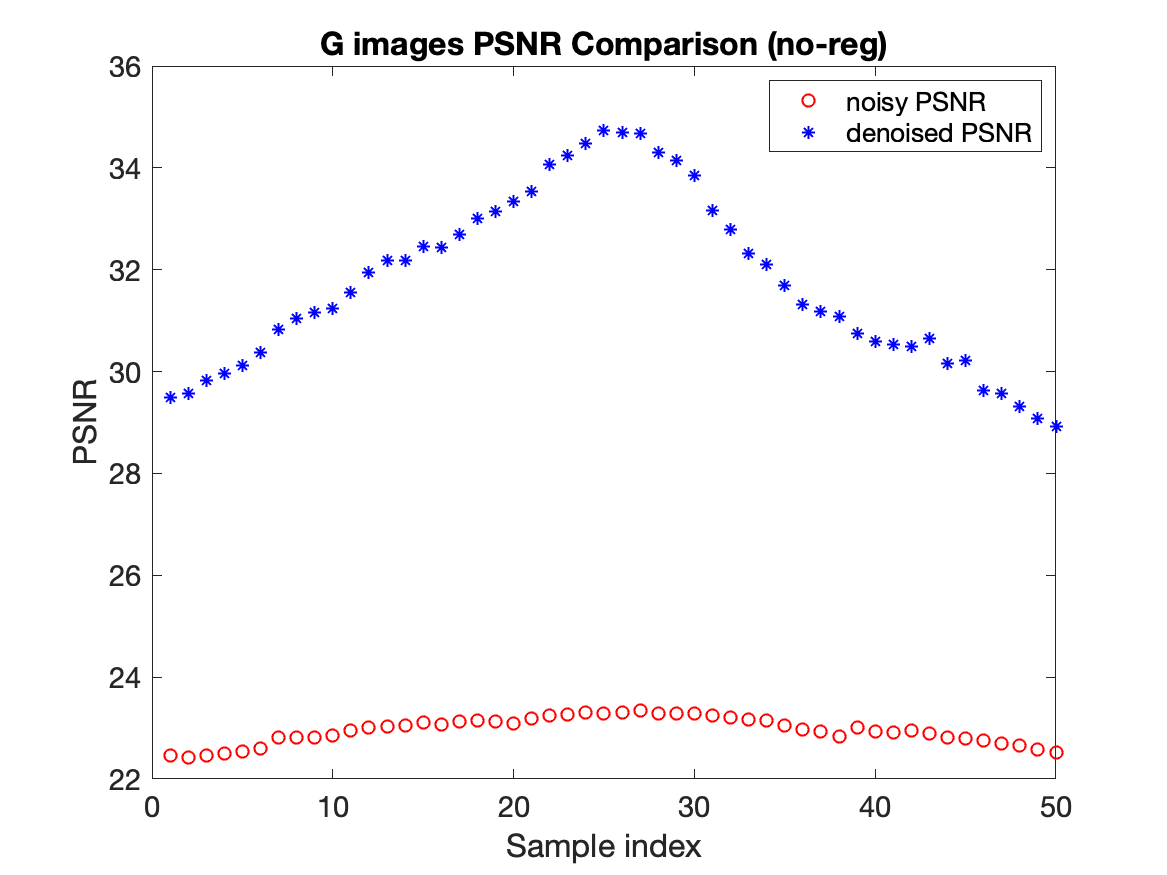 G images PSNR Comparison (no-reg)
noisy PSNR
denoised PSNR
PSNR
36
34
32
30
28
26
24
22
0 10 20 30 40 50
Sample index